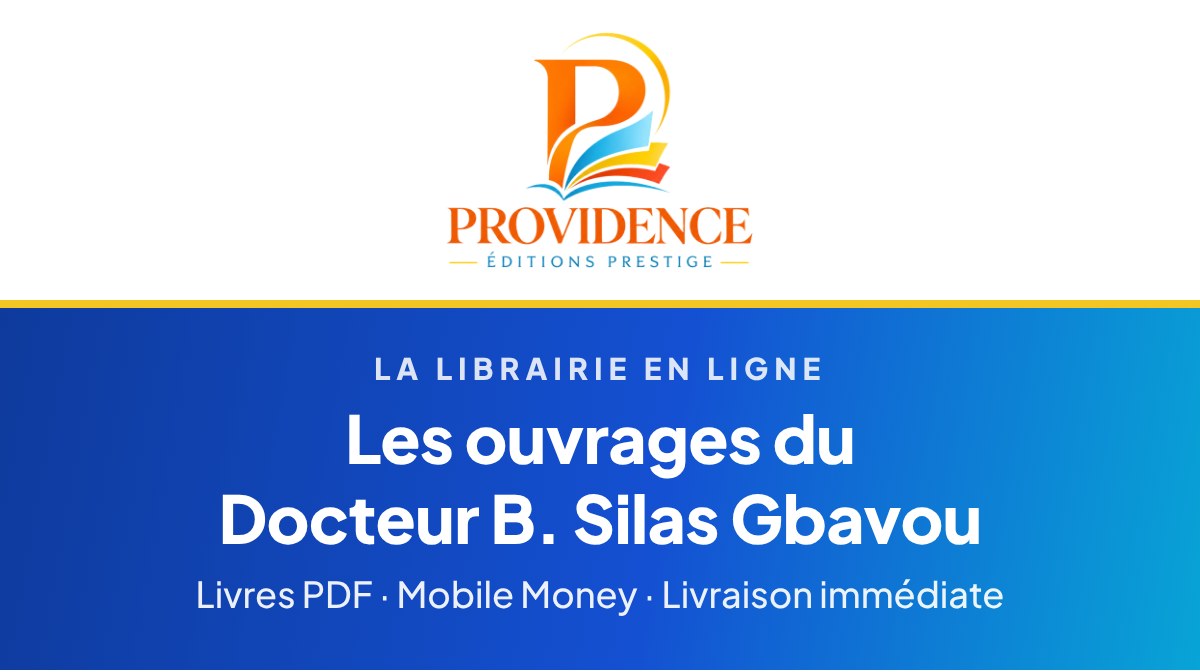 PROVIDENCE
ÉDITIONS PRESTIGE
LA LIBRAIRIE EN LIGNE
Les ouvrages du
Docteur B. Silas Gbavou
Livres PDF · Mobile Money · Livraison immédiate